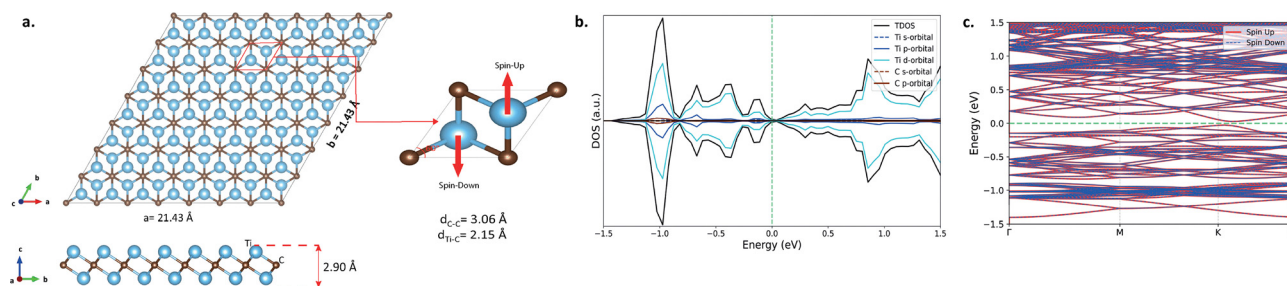 a.
b
c
a
b = 21.43 Å
a= 21.43 Å
Spin-Up
Spin-Down
d_C-C= 3.06 Å
d_Ti-C= 2.15 Å
c
a
b
Ti
C
2.90 Å
b.
DOS (a.u.)
TDOS
Ti s-orbital
Ti p-orbital
Ti d-orbital
C s-orbital
C p-orbital
−1.5 −1.0 −0.5 0.0 0.5 1.0 1.5
Energy (eV)
c.
Energy (eV)
1.5
1.0
0.5
0.0
−0.5
−1.0
−1.5
Spin Up
Spin Down
Γ M K